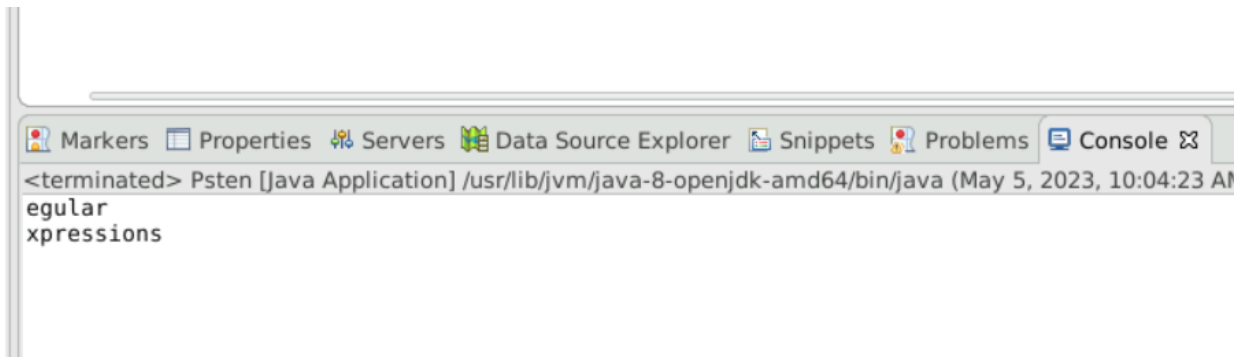 Markers Properties Servers Data Source Explorer Snippets Problems Console
<terminated> Psten [Java Application] /usr/lib/jvm/java-8-openjdk-amd64/bin/java (May 5, 2023, 10:04:23 AM
egular
xpressions